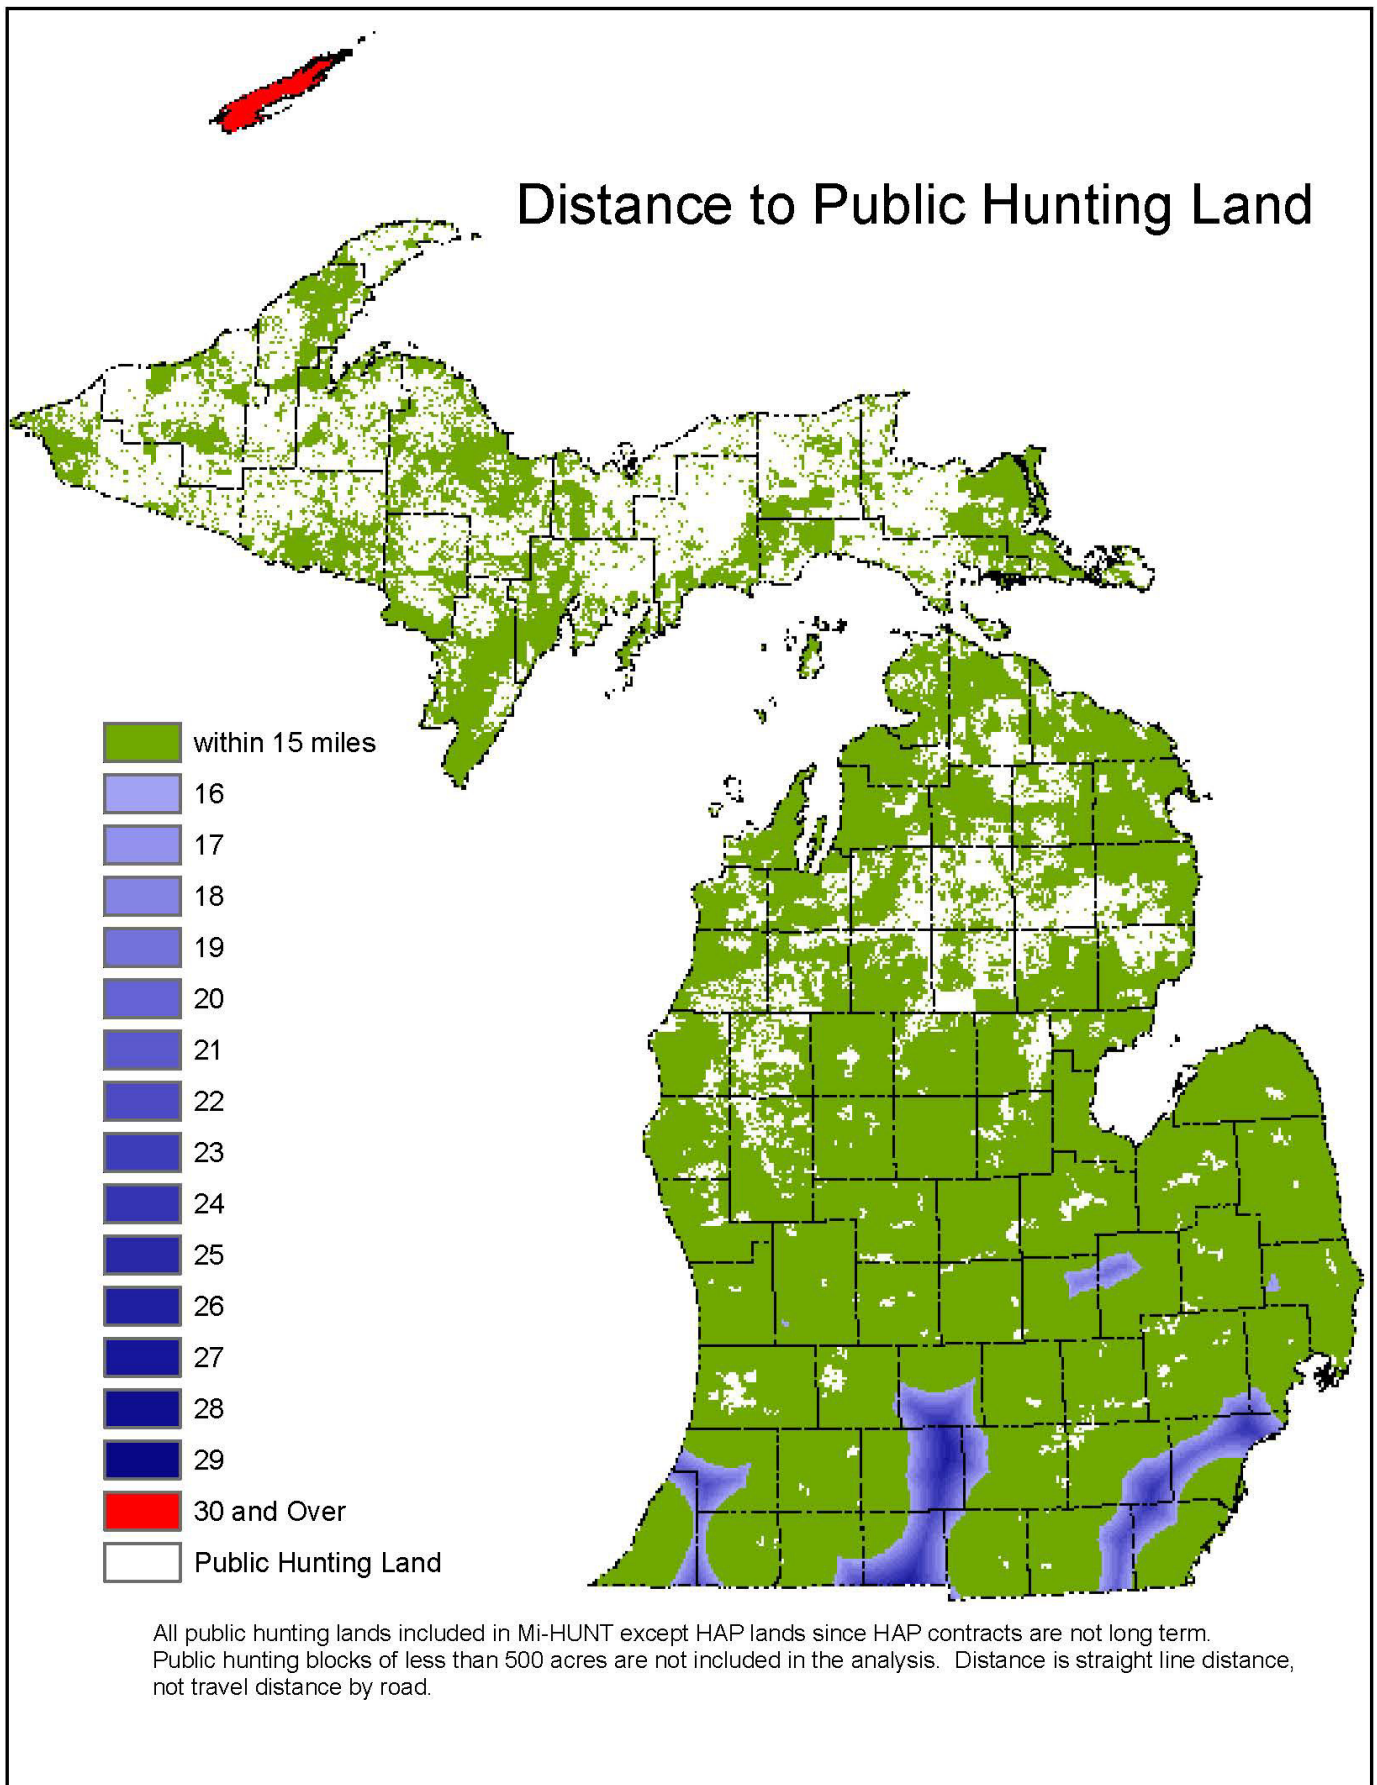 Distance to Public Hunting Land
within 15 miles
16
17
18
19
20
21
22
23
24
25
26
27
28
29
30 and Over
Public Hunting Land
All public hunting lands included in Mi-HUNT except HAP lands since HAP contracts are not long term.
Public hunting blocks of less than 500 acres are not included in the analysis.  Distance is straight line distance,
not travel distance by road.